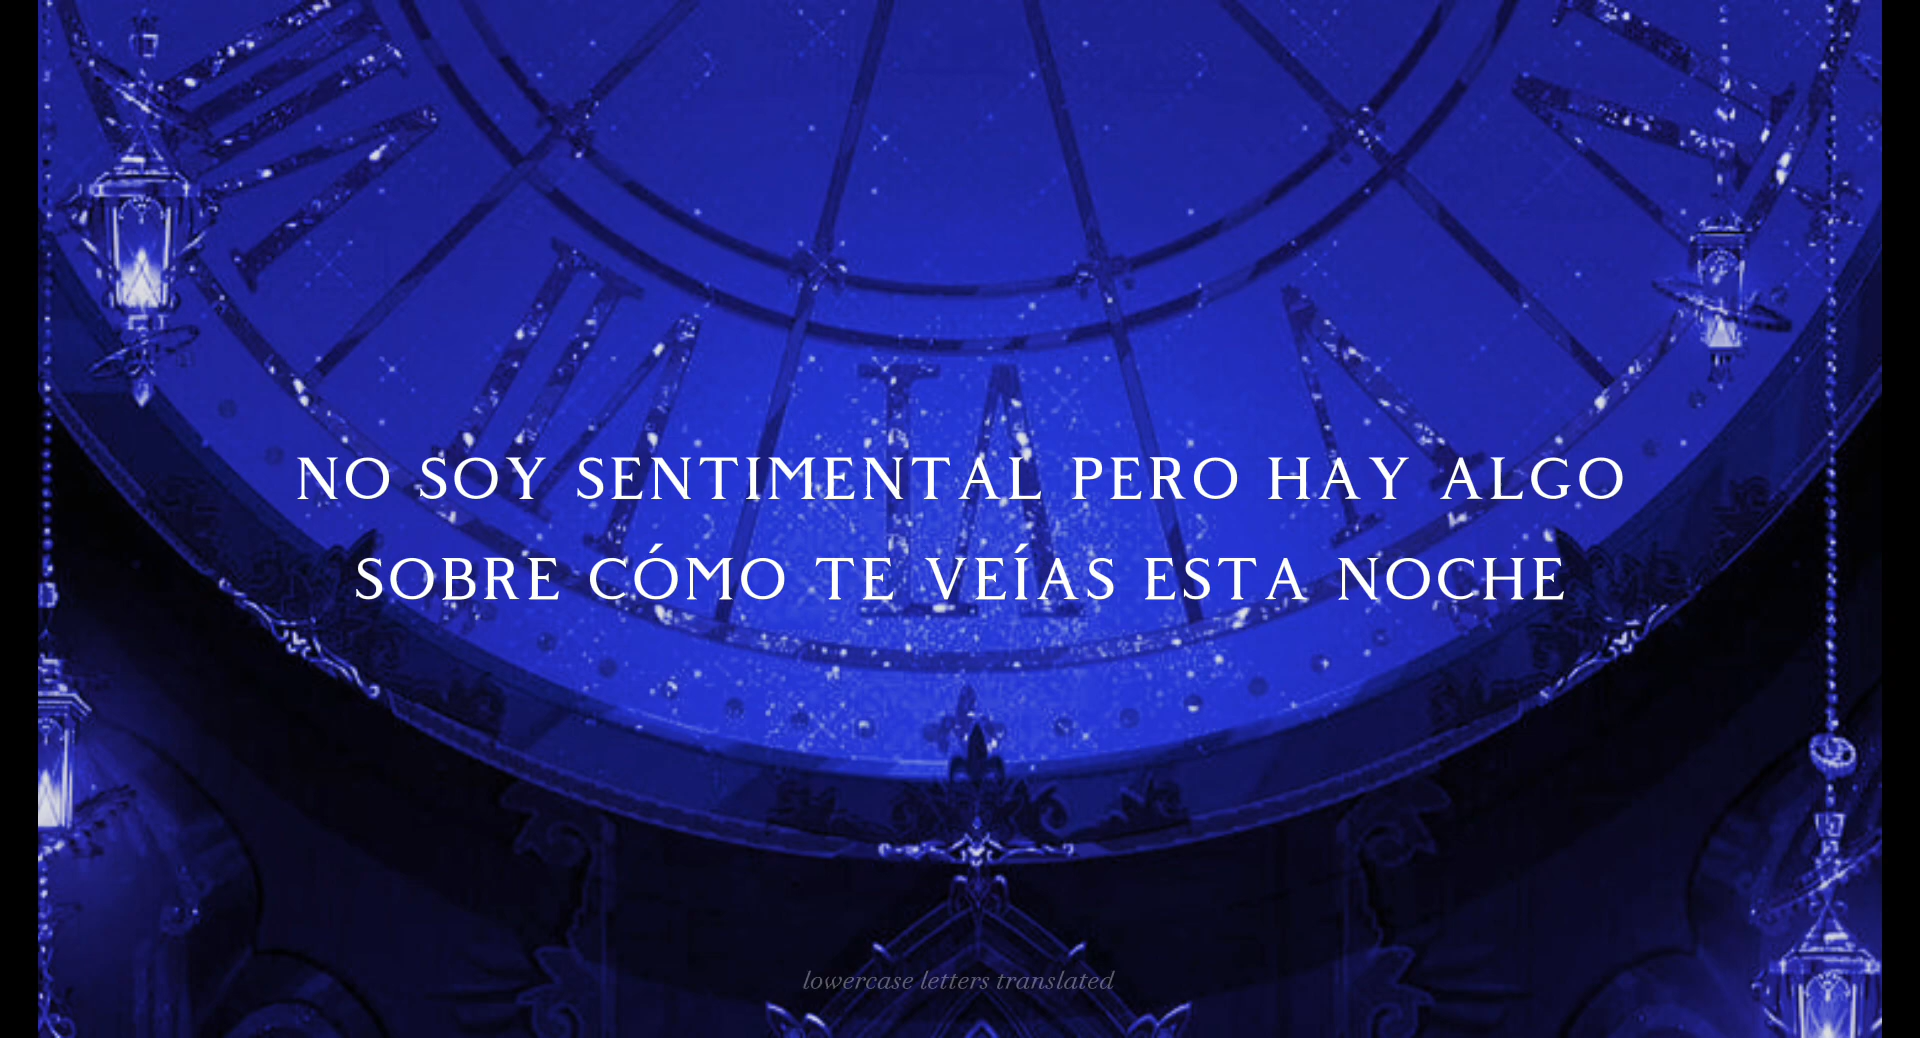 NO SOY SENTIMENTAL PERO HAY ALGO
SOBRE CÓMO TE VEÍAS ESTA NOCHE
lowercase letters translated